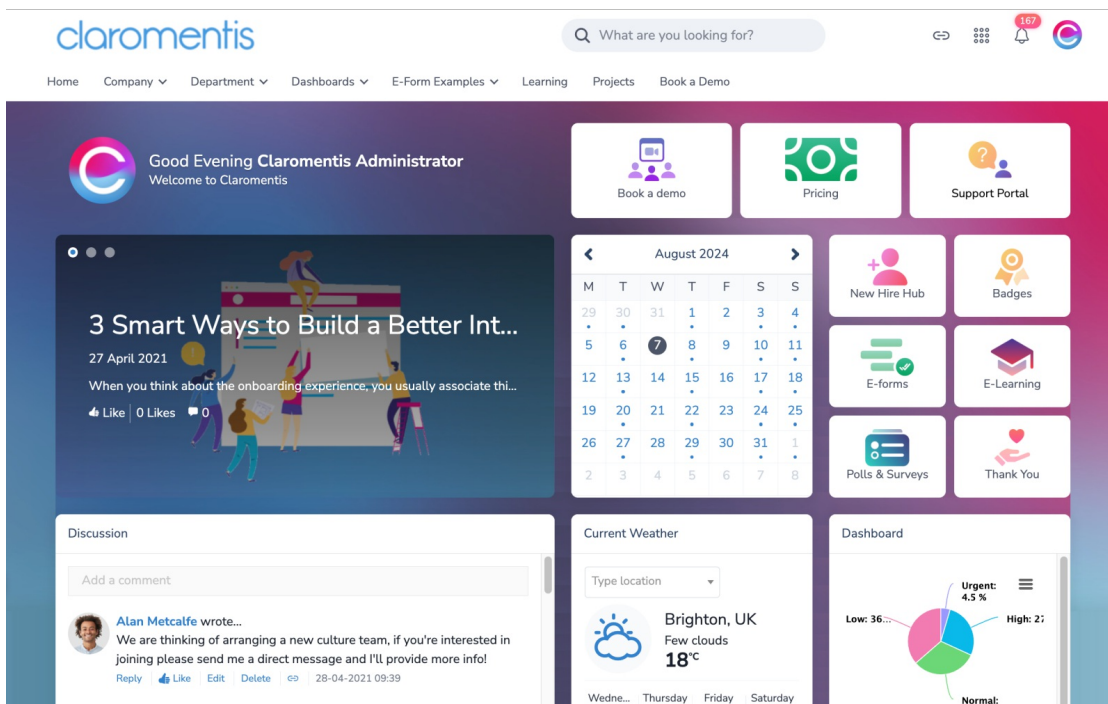 claromentis
What are you looking for?
167
Home Company Department Dashboards E-Form Examples Learning Projects Book a Demo
Good Evening Claromentis Administrator
Welcome to Claromentis
Book a demo
Pricing
Support Portal
3 Smart Ways to Build a Better Int...
27 April 2021
When you think about the onboarding experience, you usually associate thi...
Like 0 Likes 0
August 2024
M T W T F S S
29 30 31 1 2 3 4
5 6 7 8 9 10 11
12 13 14 15 16 17 18
19 20 21 22 23 24 25
26 27 28 29 30 31 1
2 3 4 5 6 7 8
New Hire Hub
Badges
E-forms
E-Learning
Polls & Surveys
Thank You
Discussion
Add a comment
Alan Metcalfe wrote...
We are thinking of arranging a new culture team, if you're interested in
joining please send me a direct message and I'll provide more info!
Reply Like Edit Delete 28-04-2021 09:39
Current Weather
Type location
Brighton, UK
Few clouds
18°C
Wedne... Thursday Friday Saturday
Dashboard
Urgent:
4.5 %
Low: 36...
High: 27
Normal: